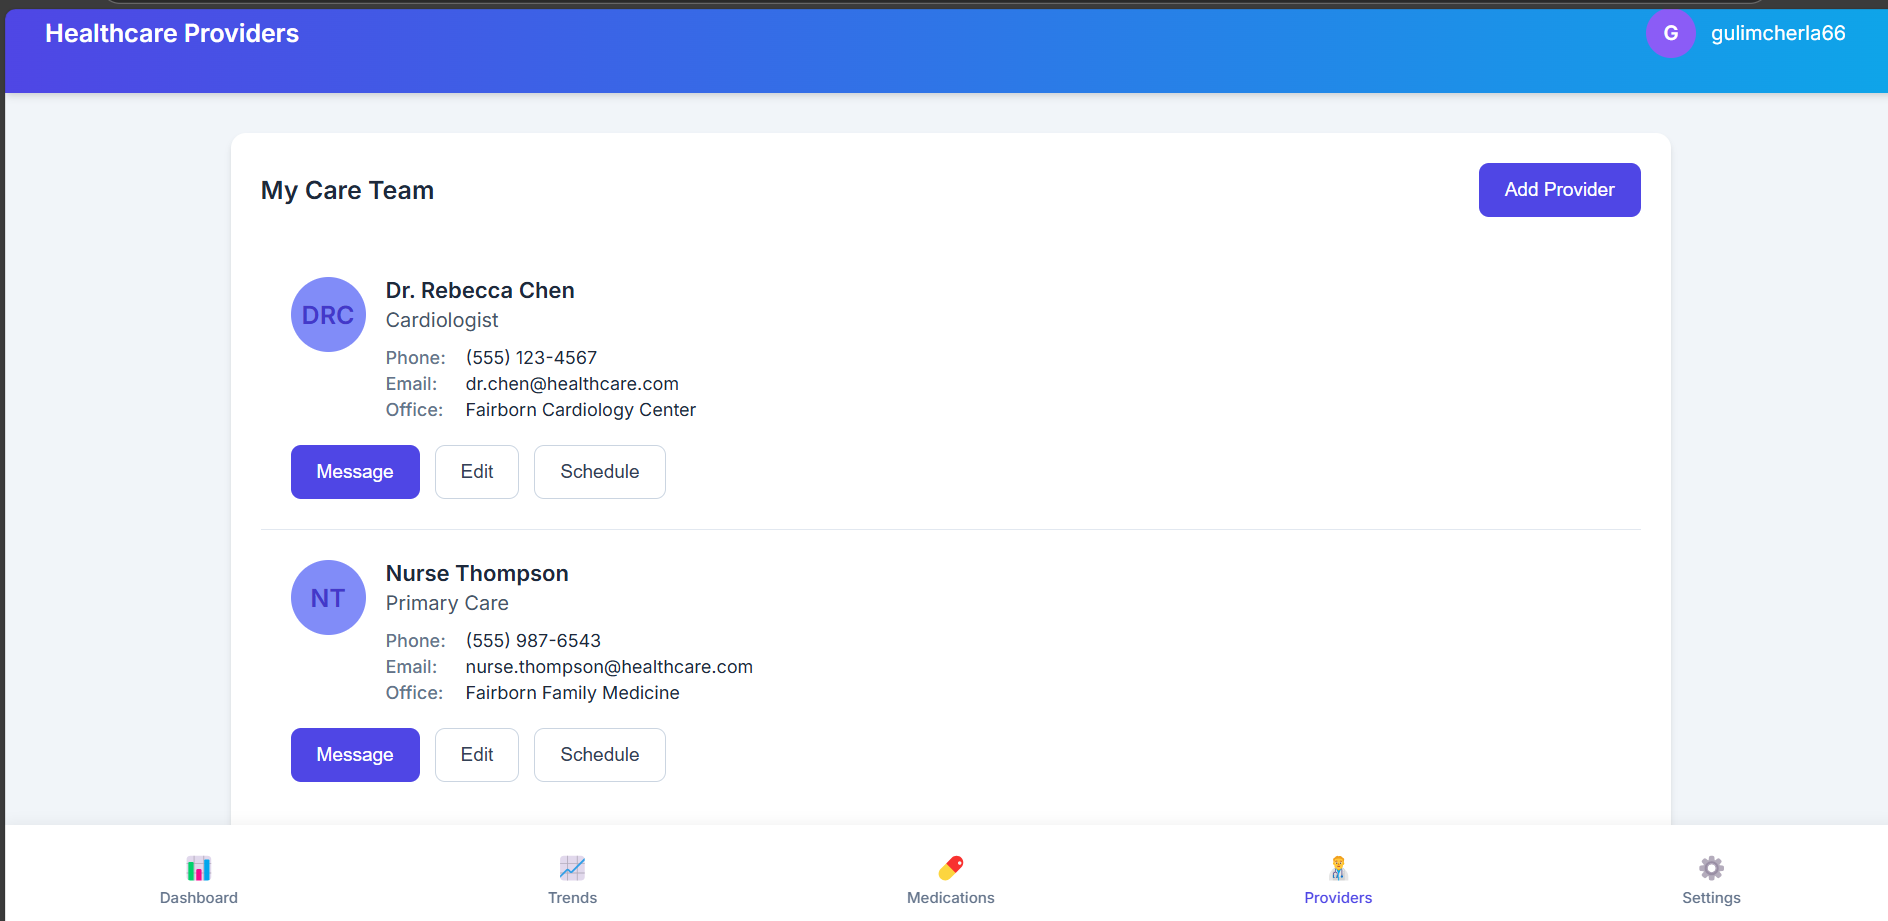 Healthcare Providers
G gulimcherla66
My Care Team
Add Provider
DRC
Dr. Rebecca Chen
Cardiologist
Phone: (555) 123-4567
Email: dr.chen@healthcare.com
Office: Fairborn Cardiology Center
Message Edit Schedule
NT
Nurse Thompson
Primary Care
Phone: (555) 987-6543
Email: nurse.thompson@healthcare.com
Office: Fairborn Family Medicine
Message Edit Schedule
Dashboard Trends Medications Providers Settings